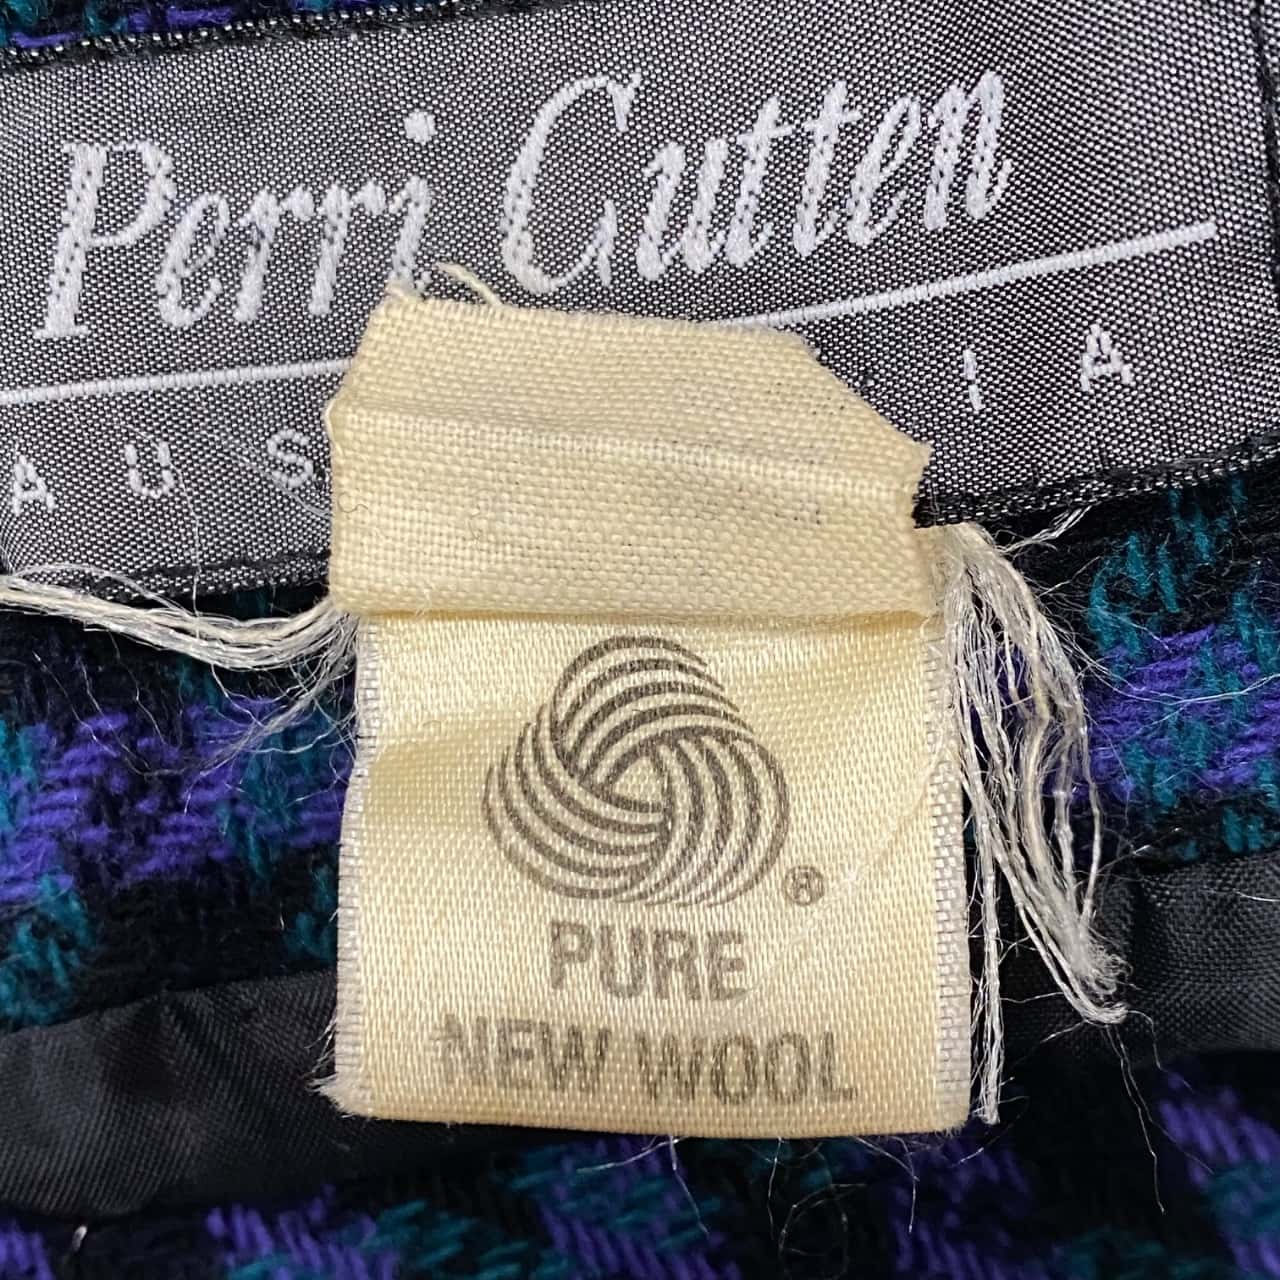 Perri Cutten
A U S I A
®
PURE
NEW WOOL